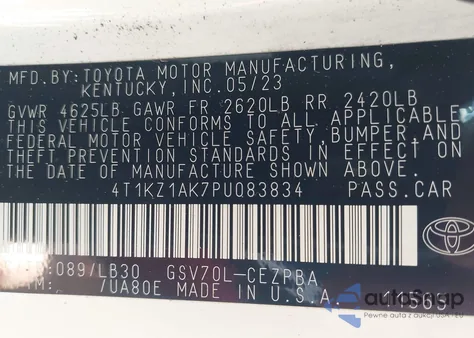 MFD.BY:TOYOTA MOTOR MANUFACTURING,
KENTUCKY, INC. 05/23
GVWR 4625LB GAWR FR 2620LB RR 2420LB
THIS VEHICLE CONFORMS TO ALL APPLICABLE
FEDERAL MOTOR VEHICLE SAFETY, BUMPER, AND
THEFT PREVENTION STANDARDS IN EFFECT ON
THE DATE OF MANUFACTURE SHOWN ABOVE.
4T1KZ1AK7PU083834 PASS.CAR
:089/LB30 GSV70L-CEZPBA
M: /UA80E MADE IN U.S.A.
autoSoup